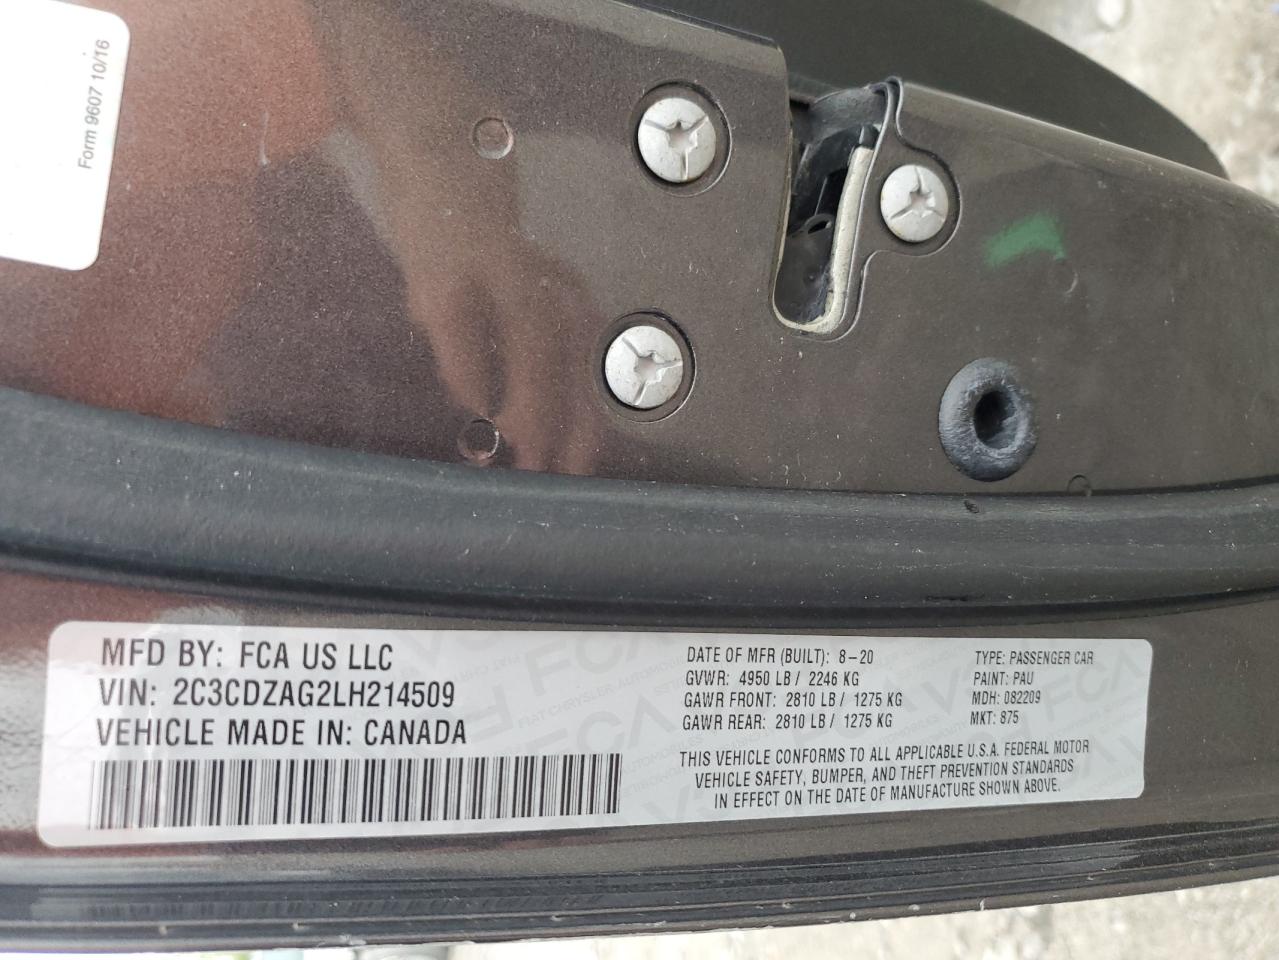 Form 9607 10/16
MFD BY: FCA US LLC
VIN: 2C3CDZAG2LH214509
VEHICLE MADE IN: CANADA
DATE OF MFR (BUILT): 8-20
GVWR: 4950 LB / 2246 KG
GAWR FRONT: 2810 LB / 1275 KG
GAWR REAR: 2810 LB / 1275 KG
TYPE: PASSENGER CAR
PAINT: PAU
MDH: 082209
MKT: 875
THIS VEHICLE CONFORMS TO ALL APPLICABLE U.S.A. FEDERAL MOTOR
VEHICLE SAFETY, BUMPER, AND THEFT PREVENTION STANDARDS
IN EFFECT ON THE DATE OF MANUFACTURE SHOWN ABOVE.